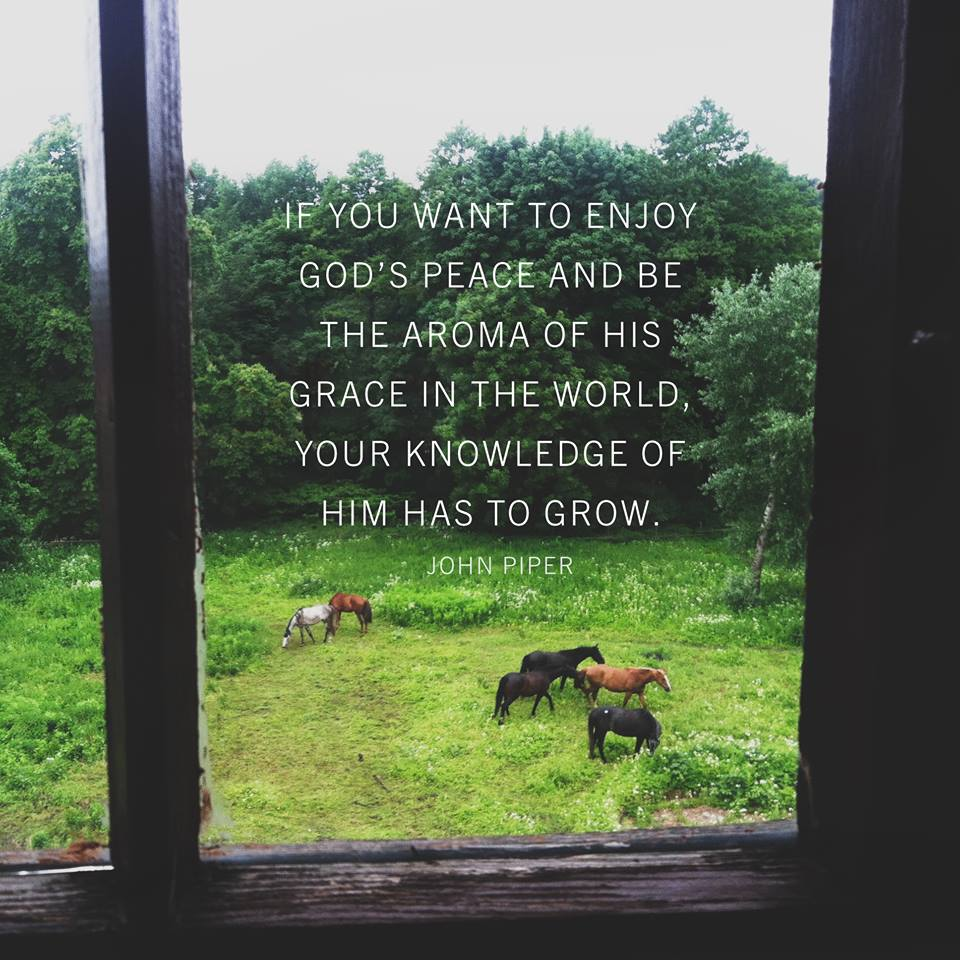 IF YOU WANT TO ENJOY
GOD’S PEACE AND BE
THE AROMA OF HIS
GRACE IN THE WORLD,
YOUR KNOWLEDGE OF
HIM HAS TO GROW.
JOHN PIPER